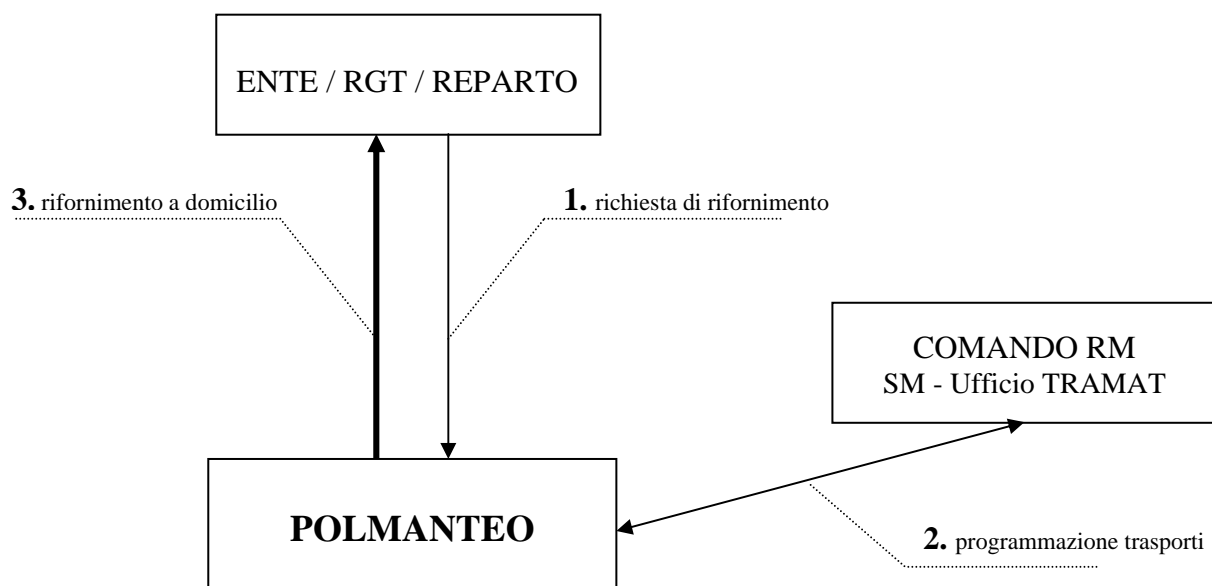 ENTE / RGT / REPARTO
3. rifornimento a domicilio
1. richiesta di rifornimento
COMANDO RM
SM - Ufficio TRAMAT
POLMANTEO
2. programmazione trasporti